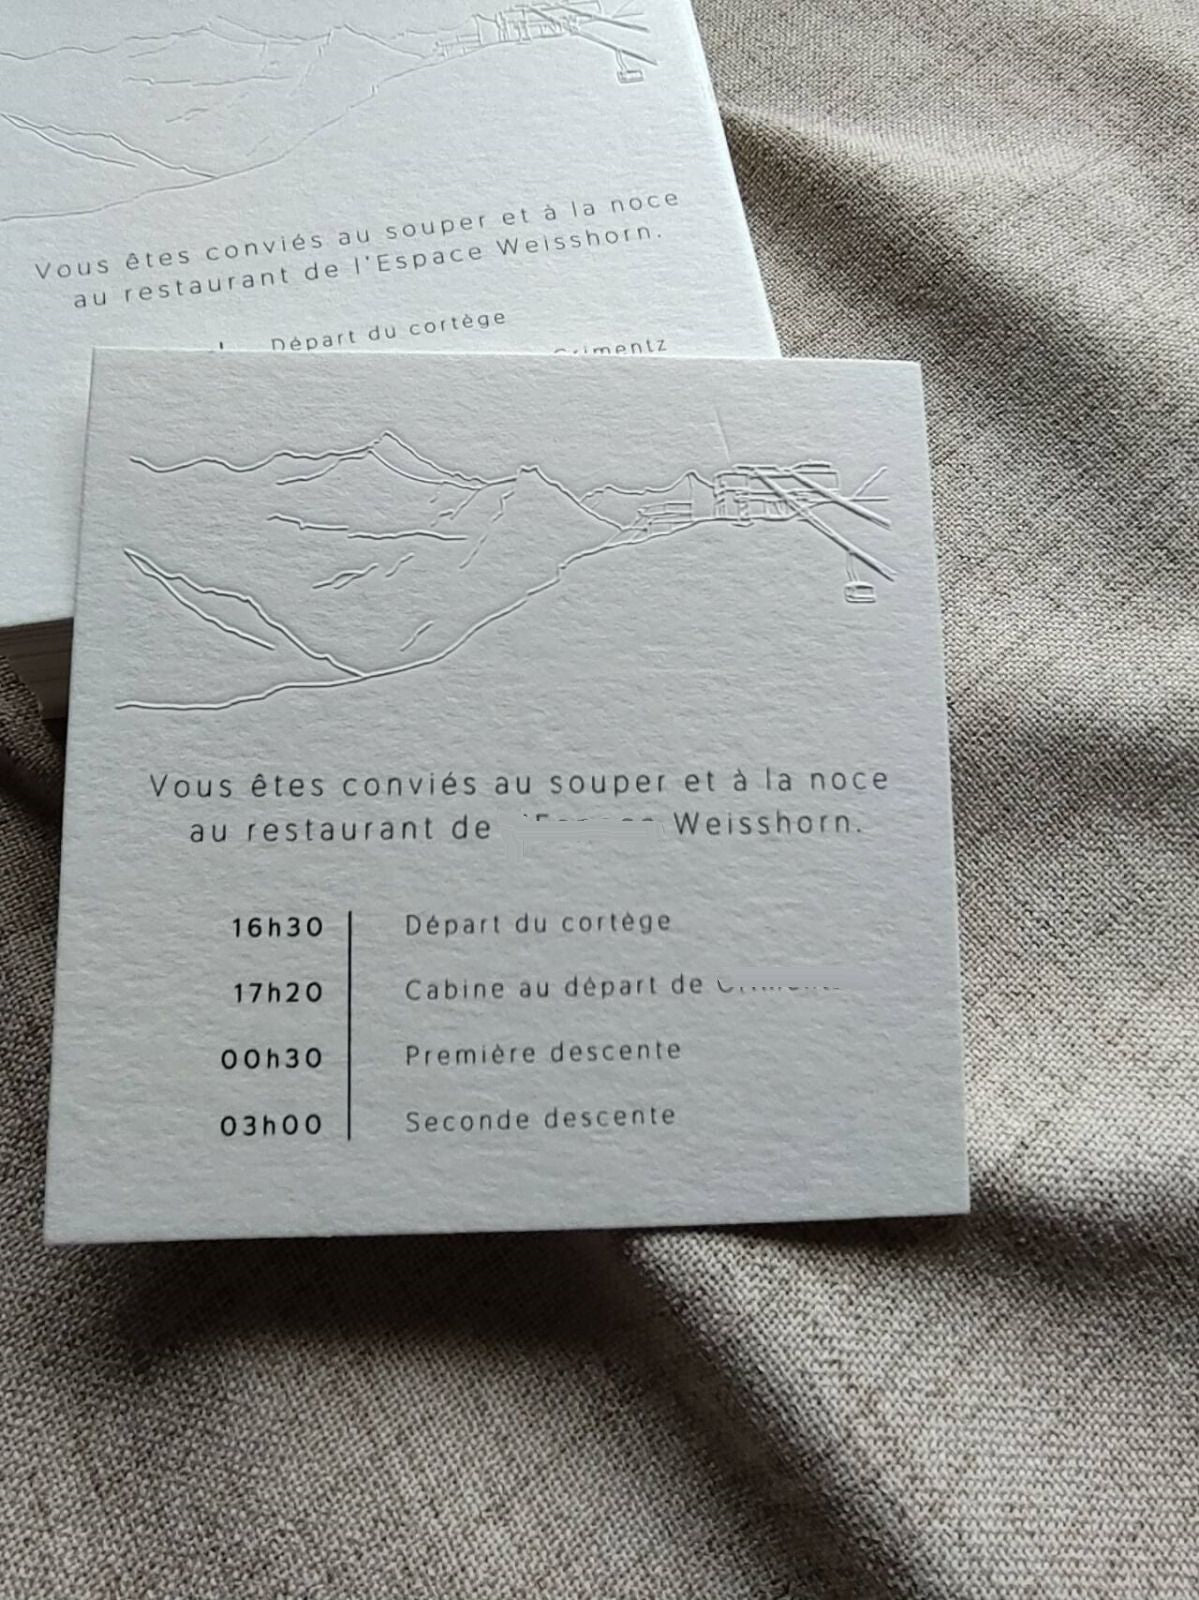 Vous êtes conviés au souper et à la noce
au restaurant de l'Espace Weisshorn.
Départ du cortège
Vous êtes conviés au souper et à la noce
au restaurant de Weisshorn.
16h30 Départ du cortège
17h20 Cabine au départ de
00h30 Première descente
03h00 Seconde descente